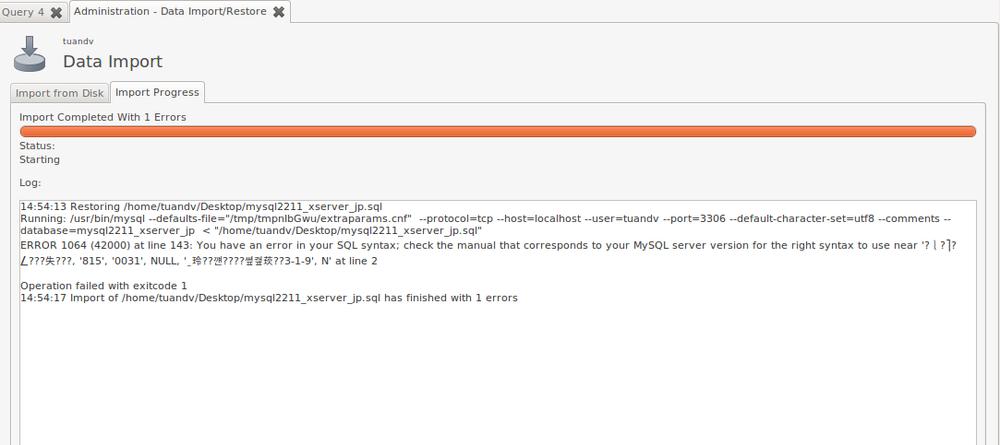 Query 4
Administration - Data Import/Restore
tuandv
Data Import
Import from Disk
Import Progress
Import Completed With 1 Errors
Status:
Starting
Log:
14:54:13 Restoring /home/tuandv/Desktop/mysql2211_xserver_jp.sql
Running: /usr/bin/mysql --defaults-file="/tmp/tmpnIbGwu/extraparams.cnf" --protocol=tcp --host=localhost --user=tuandv --port=3306 --default-character-set=utf8 --comments --
database=mysql2211_xserver_jp < "/home/tuandv/Desktop/mysql2211_xserver_jp.sql"
ERROR 1064 (42000) at line 143: You have an error in your SQL syntax; check the manual that corresponds to your MySQL server version for the right syntax to use near '?
???失???, '815', '0031', NULL, ' 玲?? ???? ??3-1-9', N' at line 2
Operation failed with exitcode 1
14:54:17 Import of /home/tuandv/Desktop/mysql2211_xserver_jp.sql has finished with 1 errors